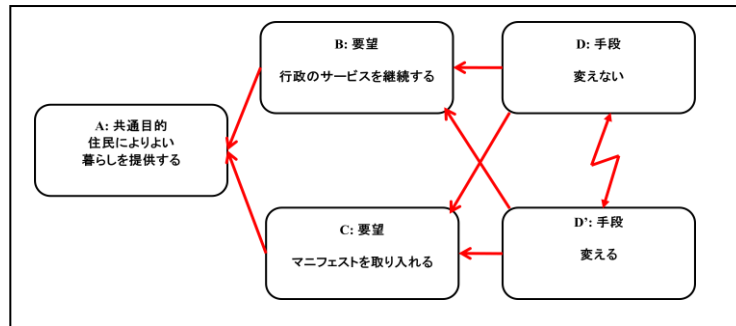 B: 要望
行政のサービスを継続する
D: 手段
変えない
A: 共通目的
住民によりよい
暮らしを提供する
C: 要望
マニフェストを取り入れる
D’: 手段
変える